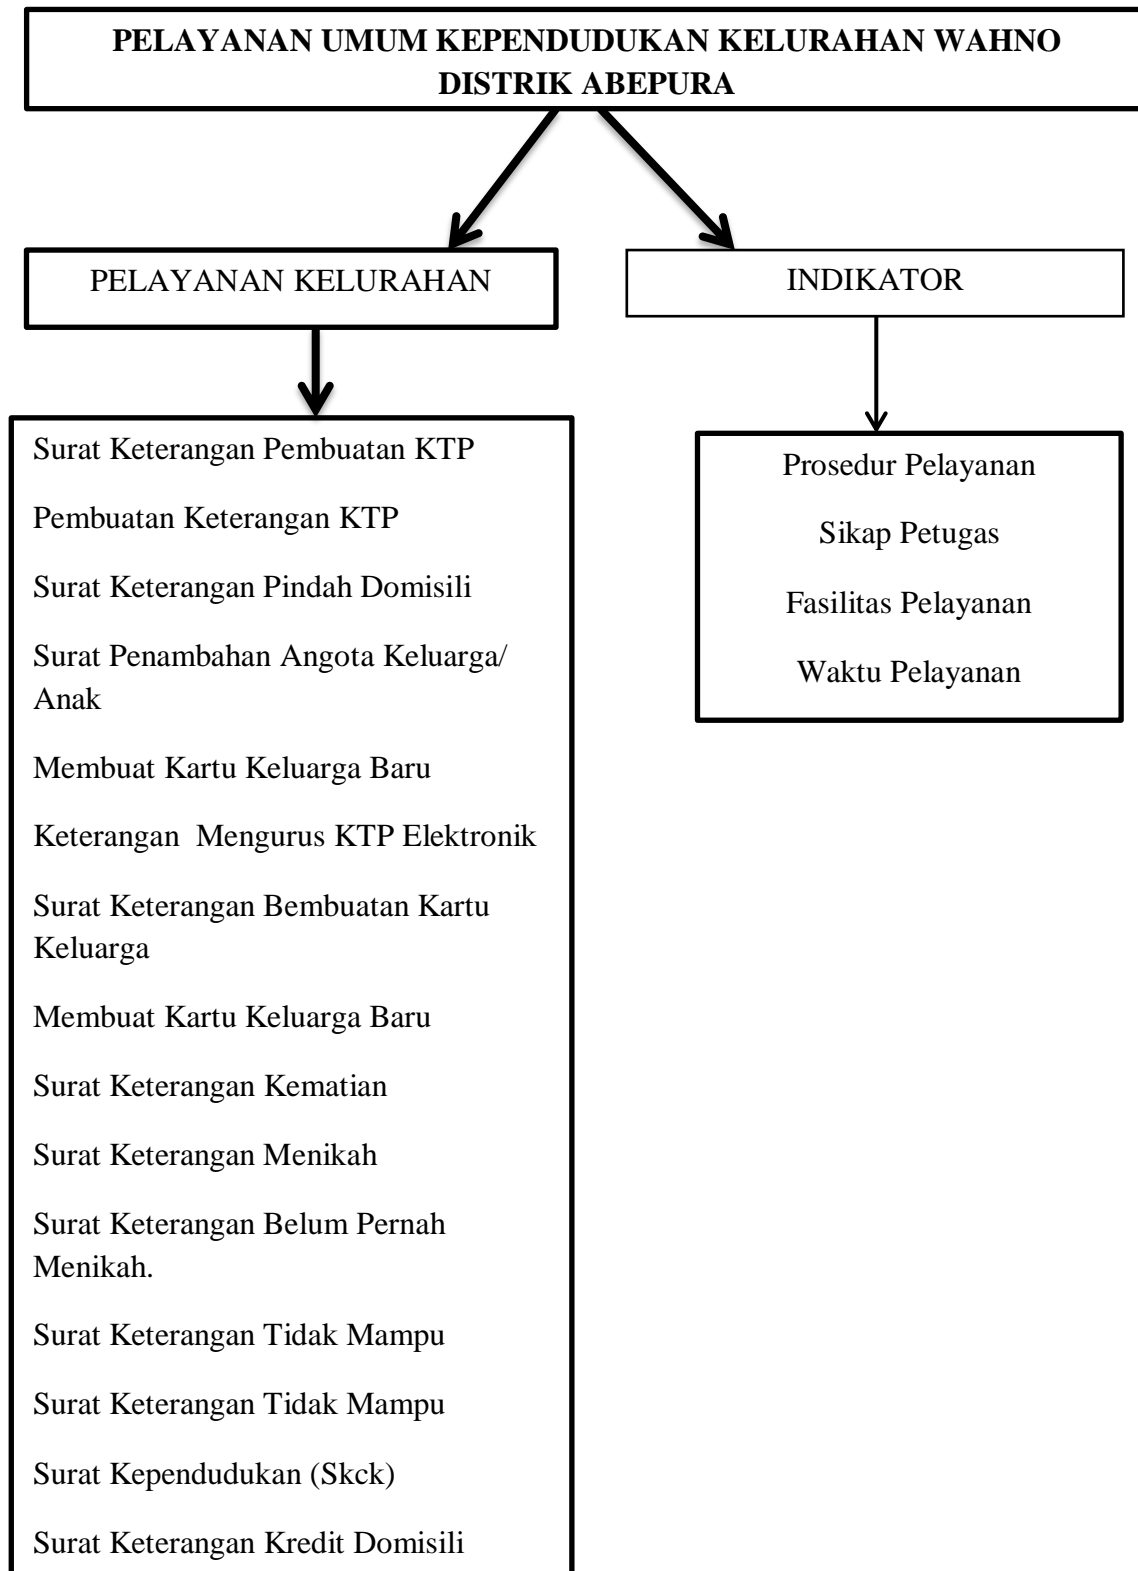 PELAYANAN UMUM KEPENDUDUKAN KELURAHAN WAHNO
DISTRIK ABEPURA
PELAYANAN KELURAHAN
INDIKATOR
Surat Keterangan Pembuatan KTP
Pembuatan Keterangan KTP
Surat Keterangan Pindah Domisili
Surat Penambahan Angota Keluarga/
Anak
Membuat Kartu Keluarga Baru
Keterangan  Mengurus KTP Elektronik
Surat Keterangan Bembuatan Kartu
Keluarga
Membuat Kartu Keluarga Baru
Surat Keterangan Kematian
Surat Keterangan Menikah
Surat Keterangan Belum Pernah
Menikah.
Surat Keterangan Tidak Mampu
Surat Keterangan Tidak Mampu
Surat Kependudukan (Skck)
Surat Keterangan Kredit Domisili
Prosedur Pelayanan
Sikap Petugas
Fasilitas Pelayanan
Waktu Pelayanan